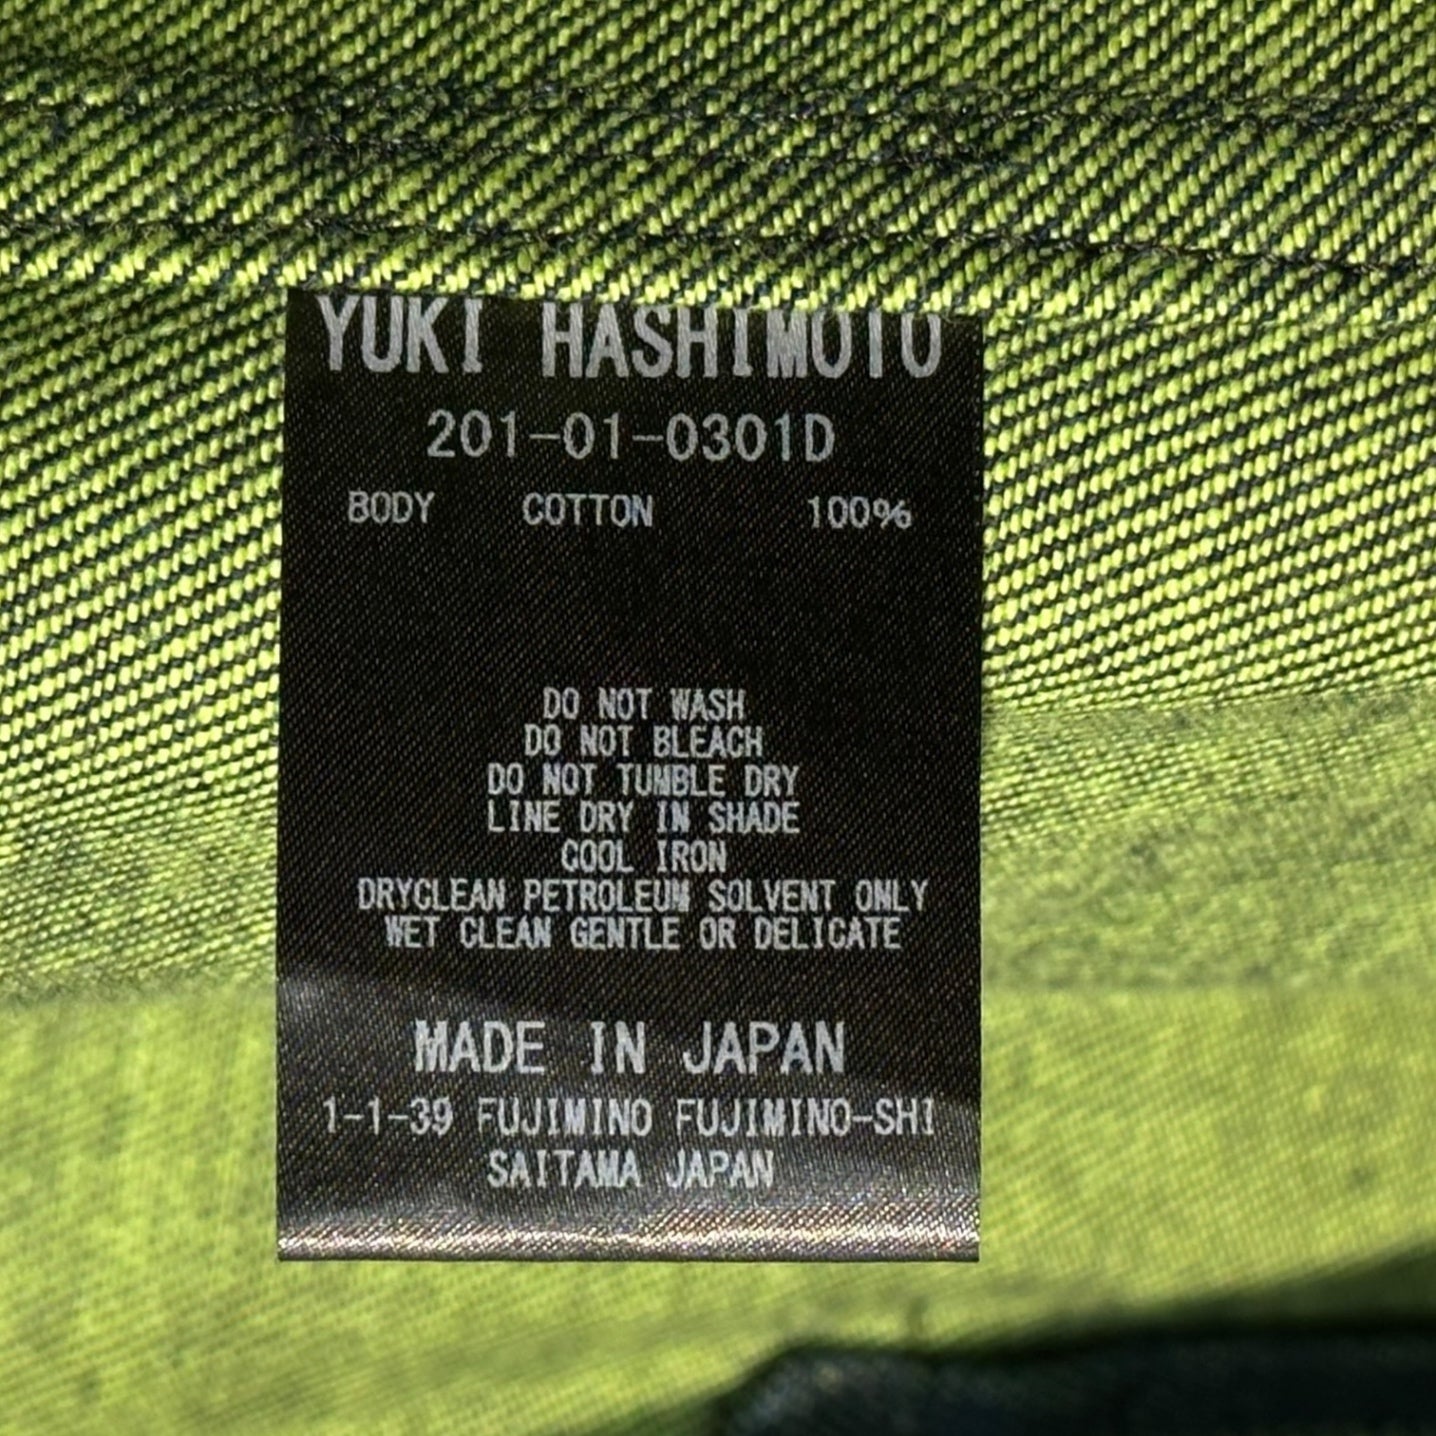 YUKI HASHIMOTO
201-01-0301D
BODY COTTON 100%
DO NOT WASH
DO NOT BLEACH
DO NOT TUMBLE DRY
LINE DRY IN SHADE
COOL IRON
DRYCLEAN PETROLEUM SOLVENT ONLY
WET CLEAN GENTLE OR DELICATE
MADE IN JAPAN
1-1-39 FUJIMINO FUJIMINO-SHI
SAITAMA JAPAN